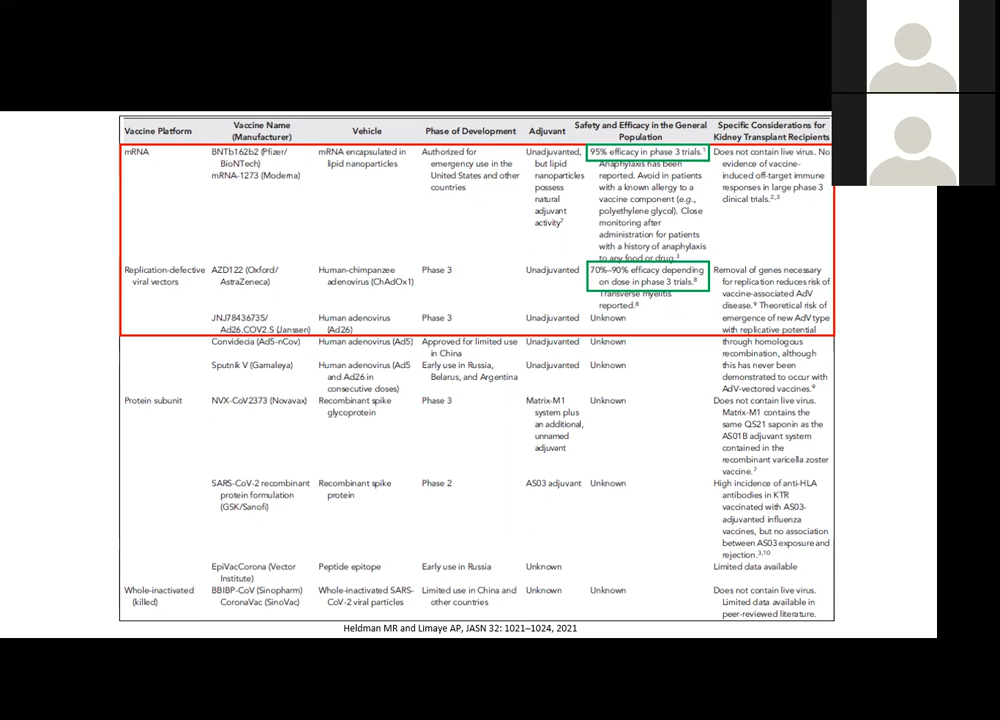 Vaccine Platform
Vaccine Name
(Manufacturer)
Vehicle
Phase of Development
Adjuvant
Safety and Efficacy in the General
Population
Specific Considerations for
Kidney Transplant Recipients
mRNA
BNTb162b2 (Pfizer/
BioNTech)
mRNA-1273 (Moderna)
mRNA encapsulated in
lipid nanoparticles
Authorized for
emergency use in the
United States and other
countries
Unadjuvanted,
but lipid
nanoparticles
possess
natural
adjuvant
activity7
95% efficacy in phase 3 trials.1
Anaphylaxis has been
reported. Avoid in patients
with a known allergy to a
vaccine component (e.g.,
polyethylene glycol). Close
monitoring after
administration for patients
with a history of anaphylaxis
to any food or drug.3
Does not contain live virus. No
evidence of vaccine-
induced off-target immune
responses in large phase 3
clinical trials.2,3
Replication-defective
viral vectors
AZD122 (Oxford/
AstraZeneca)
Human-chimpanzee
adenovirus (ChAdOx1)
Phase 3
Unadjuvanted
70%–90% efficacy depending
on dose in phase 3 trials.8
Transverse myelitis
reported.8
Removal of genes necessary
for replication reduces risk of
vaccine-associated AdV
disease.9 Theoretical risk of
emergence of new AdV type
with replicative potential
through homologous
recombination, although
this has never been
demonstrated to occur with
AdV-vectored vaccines.9
JNJ78436735/
Ad26.COV2.S (Janssen)
Human adenovirus
(Ad26)
Phase 3
Unadjuvanted
Unknown
Convidecia (Ad5-nCov)
Human adenovirus (Ad5)
Approved for limited use
in China
Unadjuvanted
Unknown
Sputnik V (Gamaleya)
Human adenovirus (Ad5
and Ad26 in
consecutive doses)
Early use in Russia,
Belarus, and Argentina
Unadjuvanted
Unknown
Protein subunit
NVX-CoV2373 (Novavax)
Recombinant spike
glycoprotein
Phase 3
Matrix-M1
system plus
an additional,
unnamed
adjuvant
Unknown
Does not contain live virus.
Matrix-M1 contains the
same QS21 saponin as the
AS01B adjuvant system
contained in the
recombinant varicella zoster
vaccine.7
SARS-CoV-2 recombinant
protein formulation
(GSK/Sanofi)
Recombinant spike
protein
Phase 2
AS03 adjuvant
Unknown
High incidence of anti-HLA
antibodies in KTR
vaccinated with AS03-
adjuvanted influenza
vaccines, but no association
between AS03 exposure and
rejection.3,10
EpiVacCorona (Vector
Institute)
Peptide epitope
Early use in Russia
Unknown
Limited data available
Whole-inactivated
(killed)
BBIBP-CoV (Sinopharm)
CoronaVac (SinoVac)
Whole-inactivated SARS-
CoV-2 viral particles
Limited use in China and
other countries
Unknown
Unknown
Does not contain live virus.
Limited data available in
peer-reviewed literature.
Heldman MR and Limaye AP, JASN 32: 1021–1024, 2021